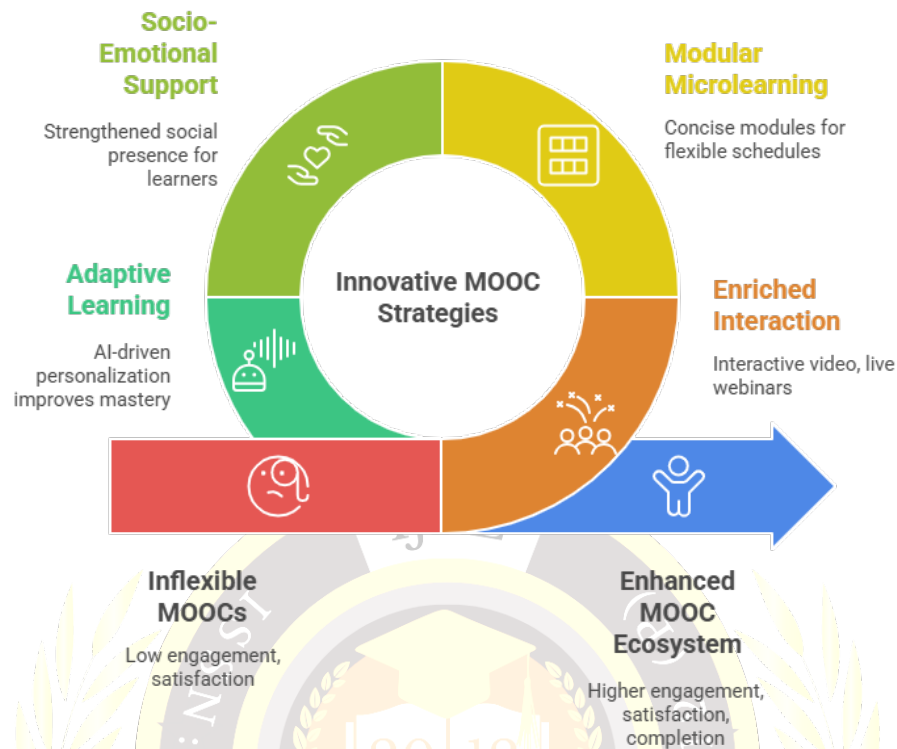 Socio-
Emotional
Support
Strengthened social
presence for
learners
Modular
Microlearning
Concise modules for
flexible schedules
Adaptive
Learning
AI-driven
personalization
improves mastery
Innovative MOOC
Strategies
Enriched
Interaction
Interactive video, live
webinars
Inflexible
MOOCs
Low engagement,
satisfaction
Enhanced
MOOC
Ecosystem
Higher engagement,
satisfaction,
completion